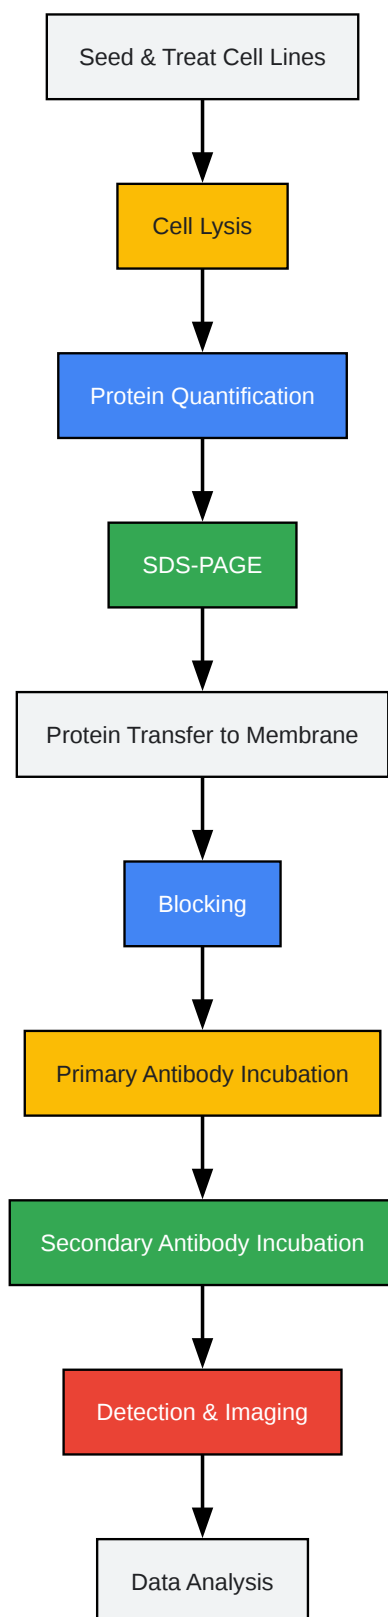 Seed & Treat Cell Lines
Cell Lysis
Protein Quantification
SDS-PAGE
Protein Transfer to Membrane
Blocking
Primary Antibody Incubation
Secondary Antibody Incubation
Detection & Imaging
Data Analysis